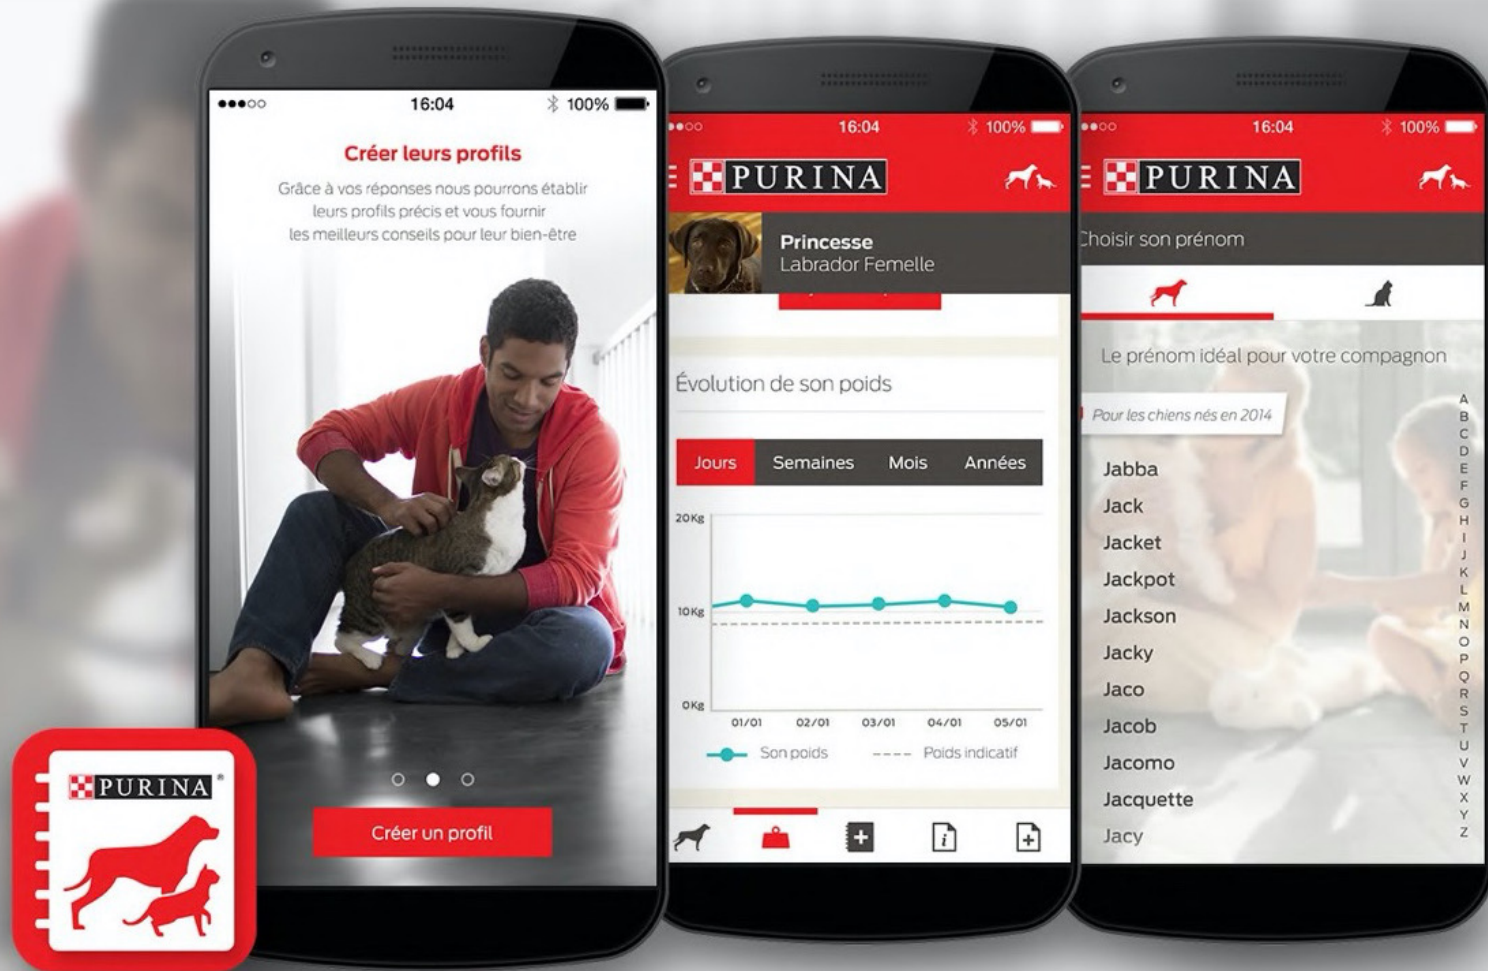 16:04
100%
Créer leurs profils
Grâce à vos réponses nous pourrons établir
leurs profils précis et vous fournir
les meilleurs conseils pour leur bien-être
Créer un profil
PURINA®
16:04
100%
PURINA
Princesse
Labrador Femelle
Évolution de son poids
Jours Semaines Mois Années
20Kg
10Kg
0Kg
01/01 02/01 03/01 04/01 05/01
Son poids Poids indicatif
16:04
100%
PURINA
Choisir son prénom
Le prénom idéal pour votre compagnon
Pour les chiens nés en 2014
Jabba
Jack
Jacket
Jackpot
Jackson
Jacky
Jaco
Jacob
Jacomo
Jacquette
Jacy
A
B
C
D
E
F
G
H
I
J
K
L
M
N
O
P
Q
R
S
T
U
V
W
X
Y
Z